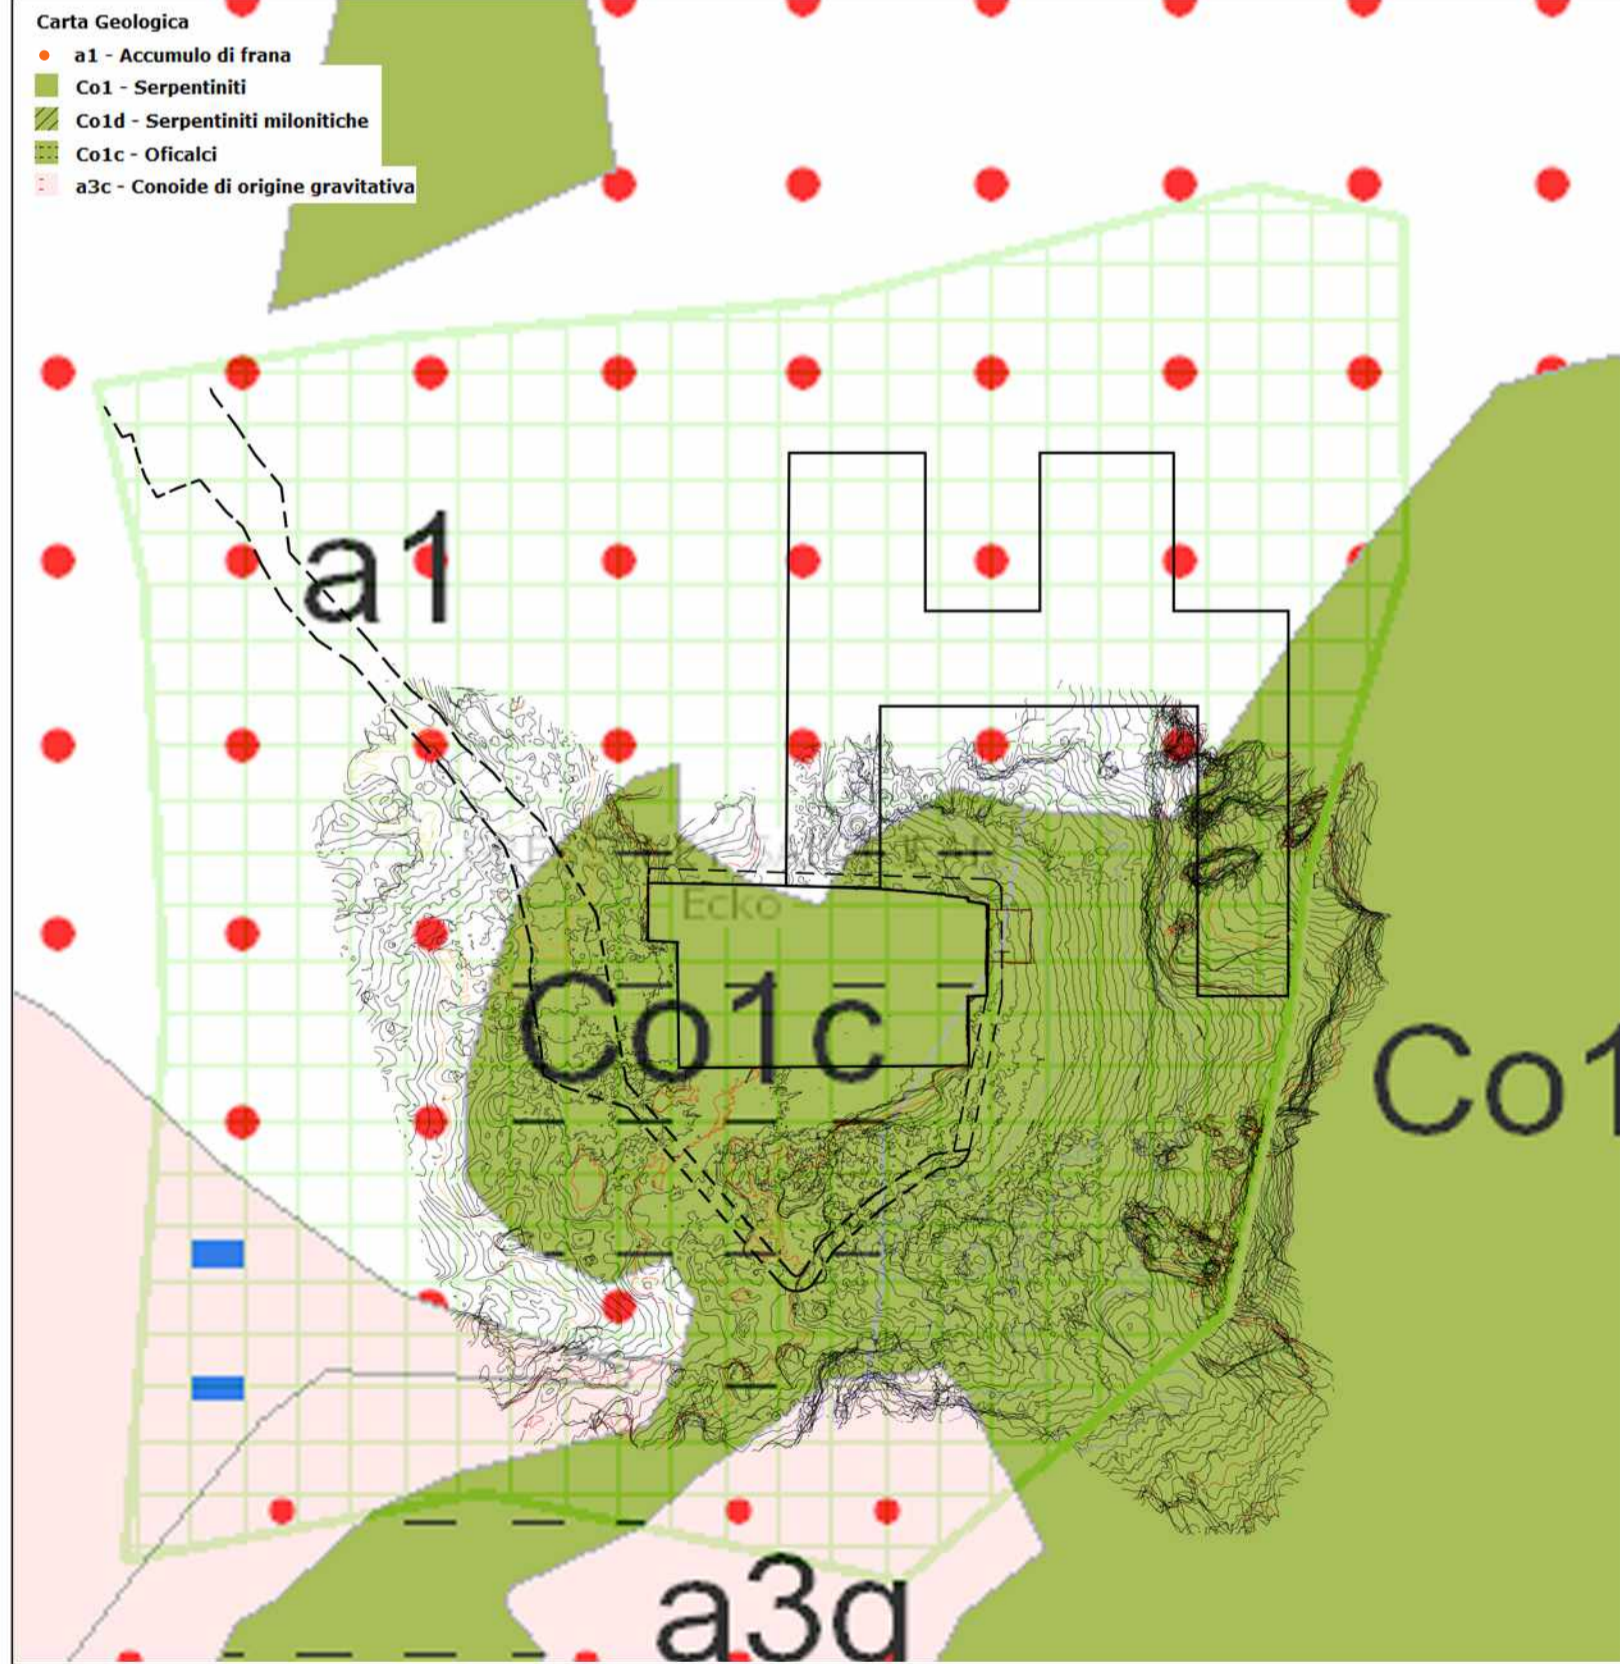 Carta Geologica
a1 - Accumulo di frana
Co1 - Serpentiniti
Co1d - Serpentiniti milonitiche
Co1c - Oficalci
a3c - Conoide di origine gravitativa
a1
Ecko
Co1c
Co1
a3g